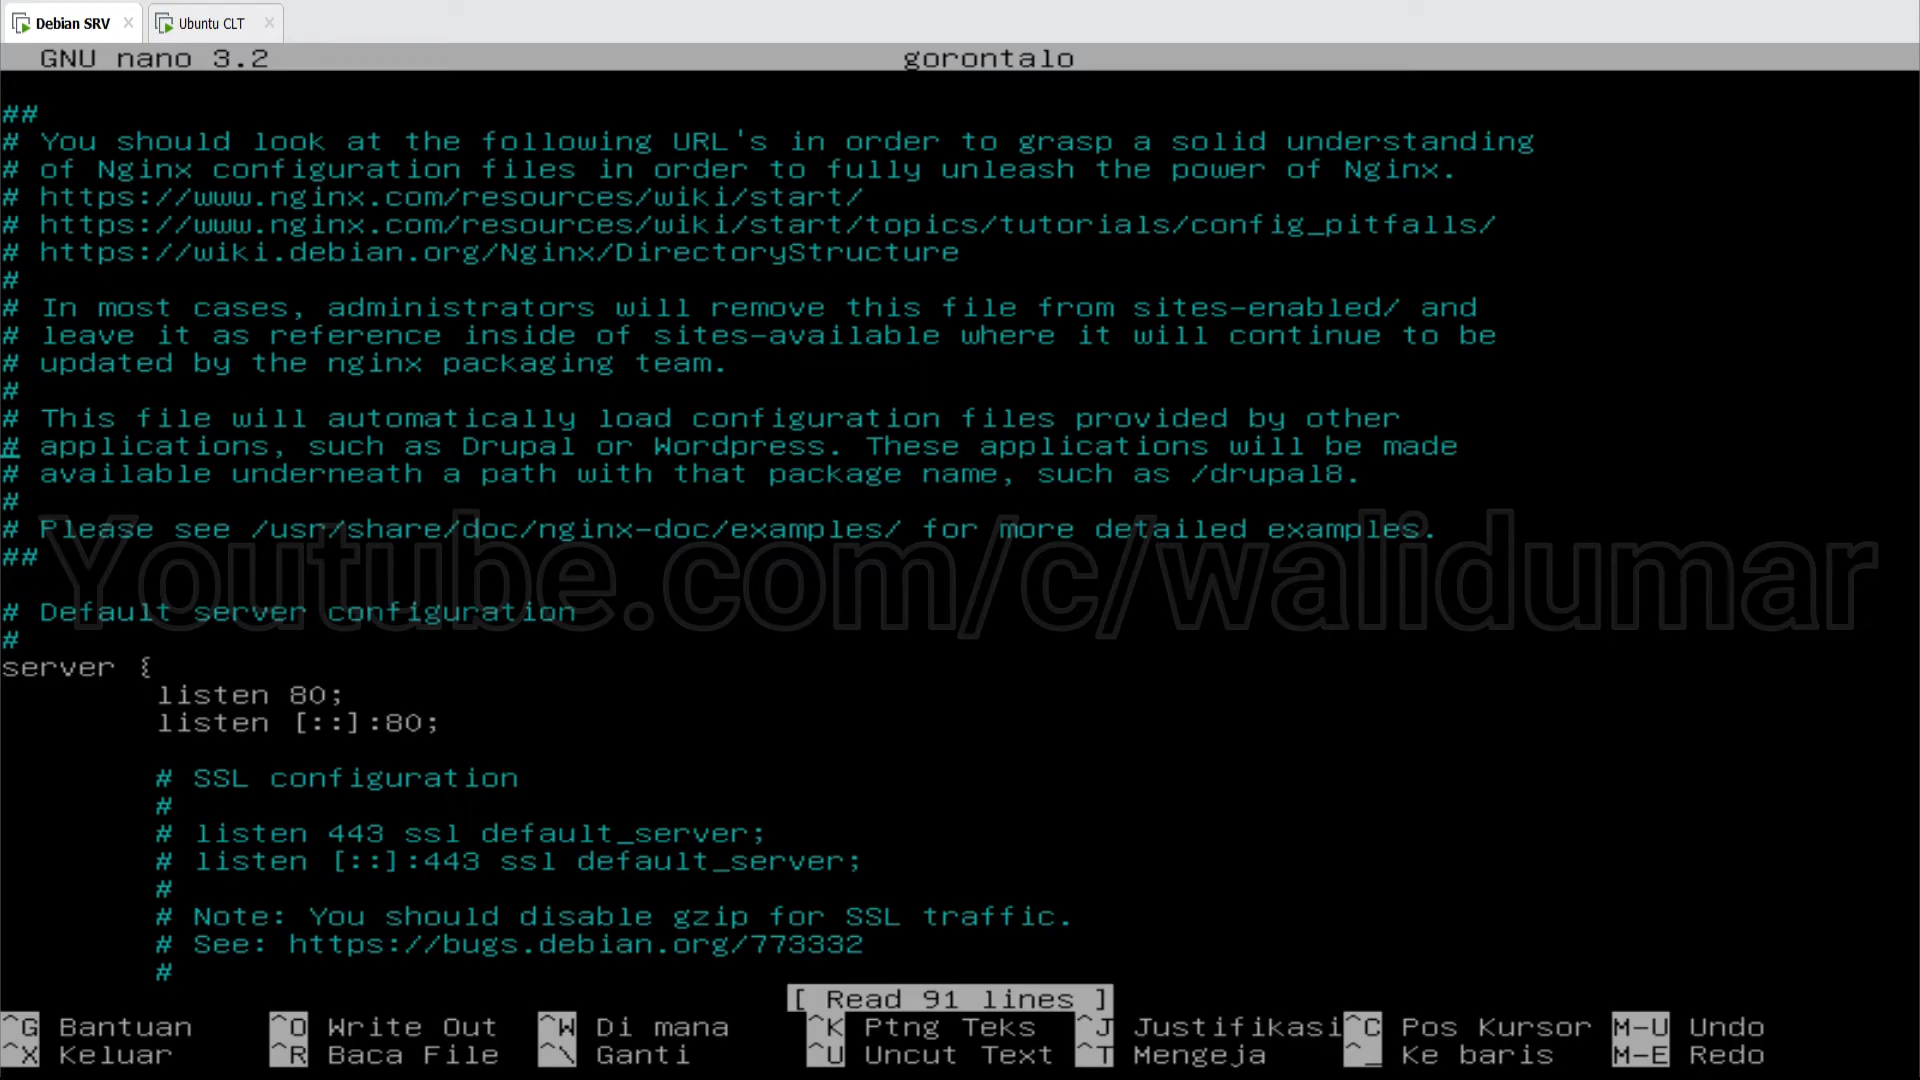 Debian SRV × Ubuntu CLT ×
GNU nano 3.2 gorontalo
##
# You should look at the following URL's in order to grasp a solid understanding
# of Nginx configuration files in order to fully unleash the power of Nginx.
# https://www.nginx.com/resources/wiki/start/
# https://www.nginx.com/resources/wiki/start/topics/tutorials/config_pitfalls/
# https://wiki.debian.org/Nginx/DirectoryStructure
#
# In most cases, administrators will remove this file from sites-enabled/ and
# leave it as reference inside of sites-available where it will continue to be
# updated by the nginx packaging team.
#
# This file will automatically load configuration files provided by other
# applications, such as Drupal or Wordpress. These applications will be made
# available underneath a path with that package name, such as /drupal8.
#
# Please see /usr/share/doc/nginx-doc/examples/ for more detailed examples.
##
Youtube.com/c/walidumar
# Default server configuration
#
server {
listen 80;
listen [::]:80;
# SSL configuration
#
# listen 443 ssl default_server;
# listen [::]:443 ssl default_server;
#
# Note: You should disable gzip for SSL traffic.
# See: https://bugs.debian.org/773332
#
[ Read 91 lines ]
^G Bantuan ^O Write Out ^W Di mana ^K Ptng Teks ^J Justifikasi ^C Pos Kursor M-U Undo
^X Keluar ^R Baca File ^\ Ganti ^U Uncut Text ^T Mengeja ^_ Ke baris M-E Redo